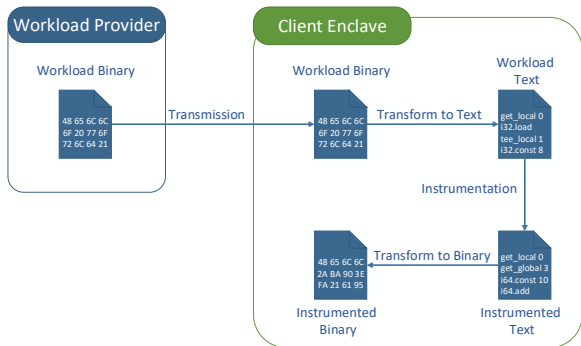 Workload Provider
Client Enclave
Workload Binary
Workload Binary
Workload
Text
48 65 6C 6C
6F 20 77 6F
72 6C 64 21
Transmission
48 65 6C 6C
6F 20 77 6F
72 6C 64 21
Transform to Text
get_local 0
i32.load
tee_local 1
i32.const 8
Instrumentation
48 65 6C 6C
2A BA 90 3E
FA 21 61 95
Transform to Binary
get_local 0
get_global 3
i64.const 10
i64.add
Instrumented
Binary
Instrumented
Text